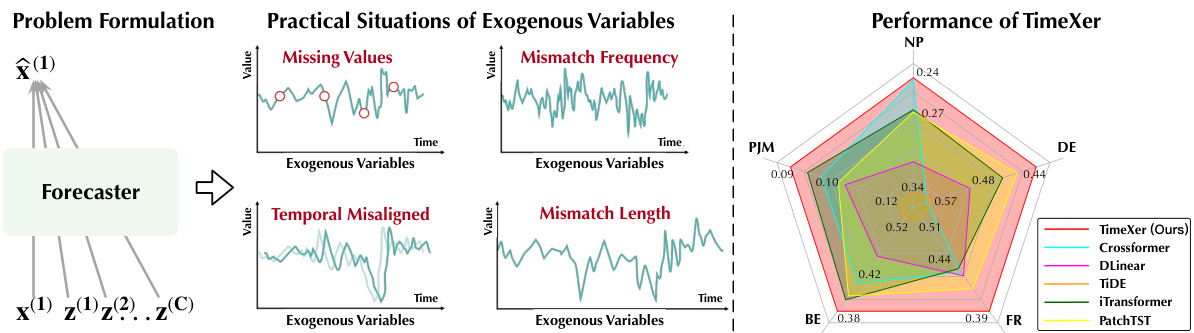 Problem Formulation
x̂⁽¹⁾
Forecaster
x⁽¹⁾ z⁽¹⁾ z⁽²⁾ . . . z⁽ᶜ⁾
Practical Situations of Exogenous Variables
Value
Missing Values
Time
Exogenous Variables
Value
Mismatch Frequency
Time
Exogenous Variables
Value
Temporal Misaligned
Time
Exogenous Variables
Value
Mismatch Length
Time
Exogenous Variables
Performance of TimeXer
NP
0.24
0.27
PJM
DE
0.09
0.10
0.48
0.44
0.34
0.12
0.57
0.52
0.51
0.44
0.42
BE
0.38
0.39
FR
TimeXer (Ours)
Crossformer
DLinear
TiDE
iTransformer
PatchTST